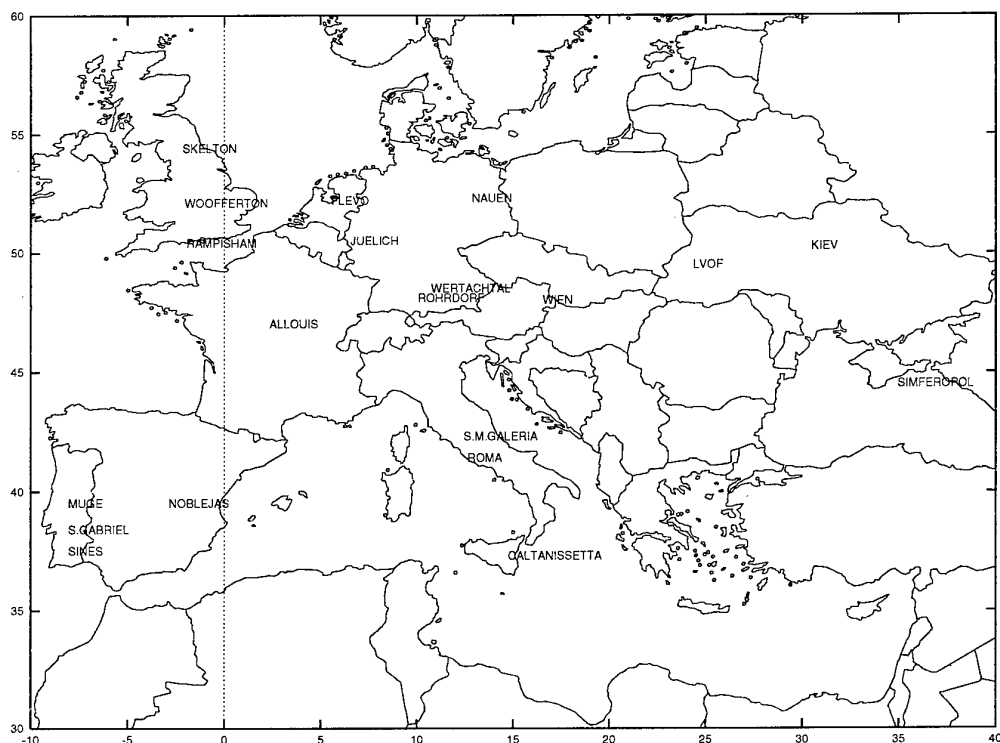 60
55
SKELTON
WOOFFERTON
FLEVO
NAUEN
RAMPISHAM
JUELICH
KIEV
50
LVOF
WERTACHTAL
ROHRDORF
WIEN
ALLOUIS
45
SIMFEROPOL
S.M.GALERIA
ROMA
40
MUGE
NOBLEJAS
S.GABRIEL
SINES
CALTANISSETTA
35
30
-10 -5 0 5 10 15 20 25 30 35 40